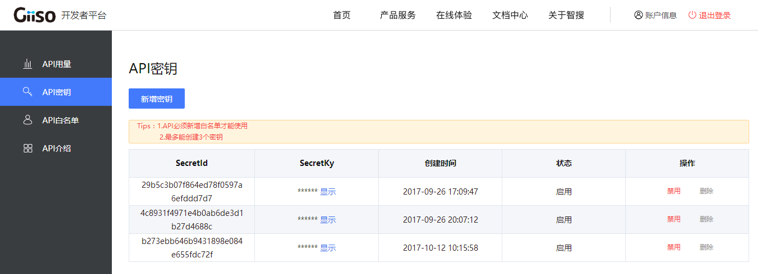 Giiso 开发者平台 首页 产品服务 在线体验 文档中心 关于智搜 账户信息 退出登录
API用量
API密钥
API白名单
API介绍
API密钥
新增密钥
Tips：1.API必须新增白名单才能使用
2.最多能创建3个密钥
SecretId SecretKy 创建时间 状态 操作
29b5c3b07f864ed78f0597a
6efddd7d7 ****** 显示 2017-09-26 17:09:47 启用 禁用 删除
4c8931f4971e4b0ab6de3d1
b27d4688c ****** 显示 2017-09-26 20:07:12 启用 禁用 删除
b273ebb646b9431898e084
e655fdc72f ****** 显示 2017-10-12 10:15:58 启用 禁用 删除